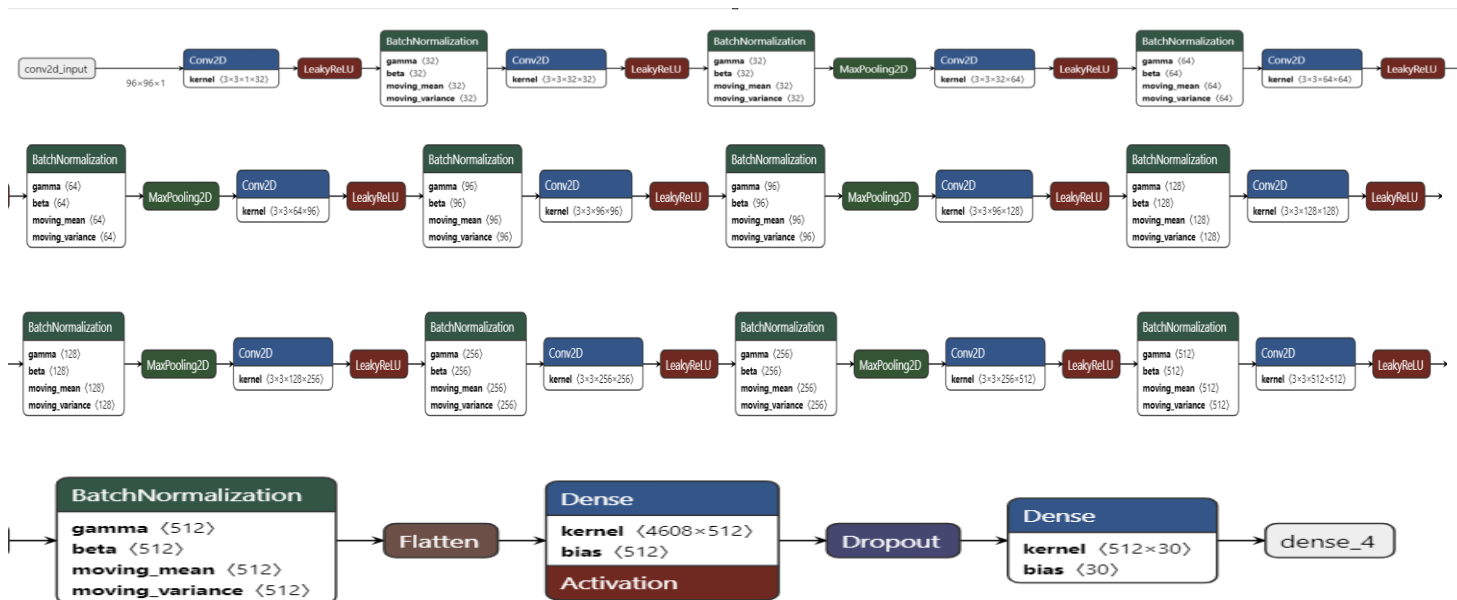 conv2d_input
96×96×1
Conv2D
kernel ⟨3×3×1×32⟩
LeakyReLU
BatchNormalization
gamma ⟨32⟩
beta ⟨32⟩
moving_mean ⟨32⟩
moving_variance ⟨32⟩
Conv2D
kernel ⟨3×3×32×32⟩
LeakyReLU
BatchNormalization
gamma ⟨32⟩
beta ⟨32⟩
moving_mean ⟨32⟩
moving_variance ⟨32⟩
MaxPooling2D
Conv2D
kernel ⟨3×3×32×64⟩
LeakyReLU
BatchNormalization
gamma ⟨64⟩
beta ⟨64⟩
moving_mean ⟨64⟩
moving_variance ⟨64⟩
Conv2D
kernel ⟨3×3×64×64⟩
LeakyReLU
BatchNormalization
gamma ⟨64⟩
beta ⟨64⟩
moving_mean ⟨64⟩
moving_variance ⟨64⟩
MaxPooling2D
Conv2D
kernel ⟨3×3×64×96⟩
LeakyReLU
BatchNormalization
gamma ⟨96⟩
beta ⟨96⟩
moving_mean ⟨96⟩
moving_variance ⟨96⟩
Conv2D
kernel ⟨3×3×96×96⟩
LeakyReLU
BatchNormalization
gamma ⟨96⟩
beta ⟨96⟩
moving_mean ⟨96⟩
moving_variance ⟨96⟩
MaxPooling2D
Conv2D
kernel ⟨3×3×96×128⟩
LeakyReLU
BatchNormalization
gamma ⟨128⟩
beta ⟨128⟩
moving_mean ⟨128⟩
moving_variance ⟨128⟩
Conv2D
kernel ⟨3×3×128×128⟩
LeakyReLU
BatchNormalization
gamma ⟨128⟩
beta ⟨128⟩
moving_mean ⟨128⟩
moving_variance ⟨128⟩
MaxPooling2D
Conv2D
kernel ⟨3×3×128×256⟩
LeakyReLU
BatchNormalization
gamma ⟨256⟩
beta ⟨256⟩
moving_mean ⟨256⟩
moving_variance ⟨256⟩
Conv2D
kernel ⟨3×3×256×256⟩
LeakyReLU
BatchNormalization
gamma ⟨256⟩
beta ⟨256⟩
moving_mean ⟨256⟩
moving_variance ⟨256⟩
MaxPooling2D
Conv2D
kernel ⟨3×3×256×512⟩
LeakyReLU
BatchNormalization
gamma ⟨512⟩
beta ⟨512⟩
moving_mean ⟨512⟩
moving_variance ⟨512⟩
Conv2D
kernel ⟨3×3×512×512⟩
LeakyReLU
BatchNormalization
gamma ⟨512⟩
beta ⟨512⟩
moving_mean ⟨512⟩
moving_variance ⟨512⟩
Flatten
Dense
kernel ⟨4608×512⟩
bias ⟨512⟩
Activation
Dropout
Dense
kernel ⟨512×30⟩
bias ⟨30⟩
dense_4